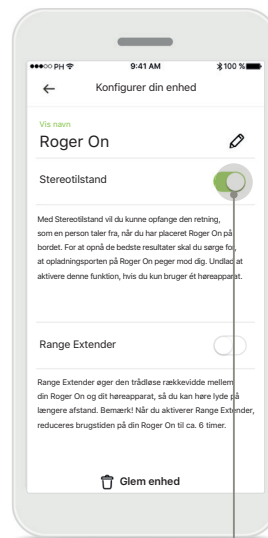 PH 9:41 AM 100 %
Konfigurer din enhed
Vis navn
Roger On
Stereotilstand
Med Stereotilstand vil du kunne opfange den retning,
som en person taler fra, når du har placeret Roger On på
bordet. For at opnå de bedste resultater skal du sørge for,
at opladningsporten på Roger On peger mod dig. Undlad at
aktivere denne funktion, hvis du kun bruger ét høreapparat.
Range Extender
Range Extender øger den trådløse rækkevidde mellem
din Roger On og dit høreapparat, så du kan høre lyde på
længere afstand. Bemærk! Når du aktiverer Range Extender,
reduceres brugstiden på din Roger On til ca. 6 timer.
Glem enhed